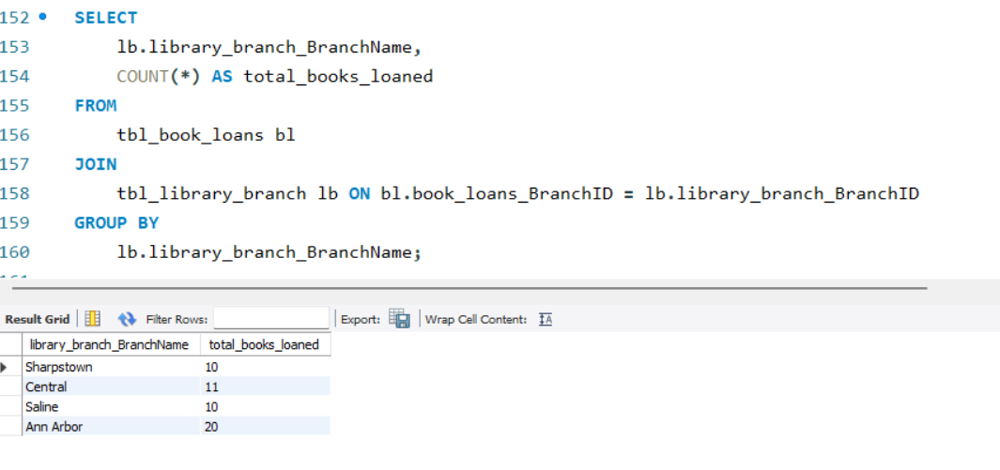 152 SELECT
153 lb.library_branch_BranchName,
154 COUNT(*) AS total_books_loaned
155 FROM
156 tbl_book_loans bl
157 JOIN
158 tbl_library_branch lb ON bl.book_loans_BranchID = lb.library_branch_BranchID
159 GROUP BY
160 lb.library_branch_BranchName;
Result Grid Filter Rows: Export: Wrap Cell Content:
library_branch_BranchName total_books_loaned
Sharpstown 10
Central 11
Saline 10
Ann Arbor 20